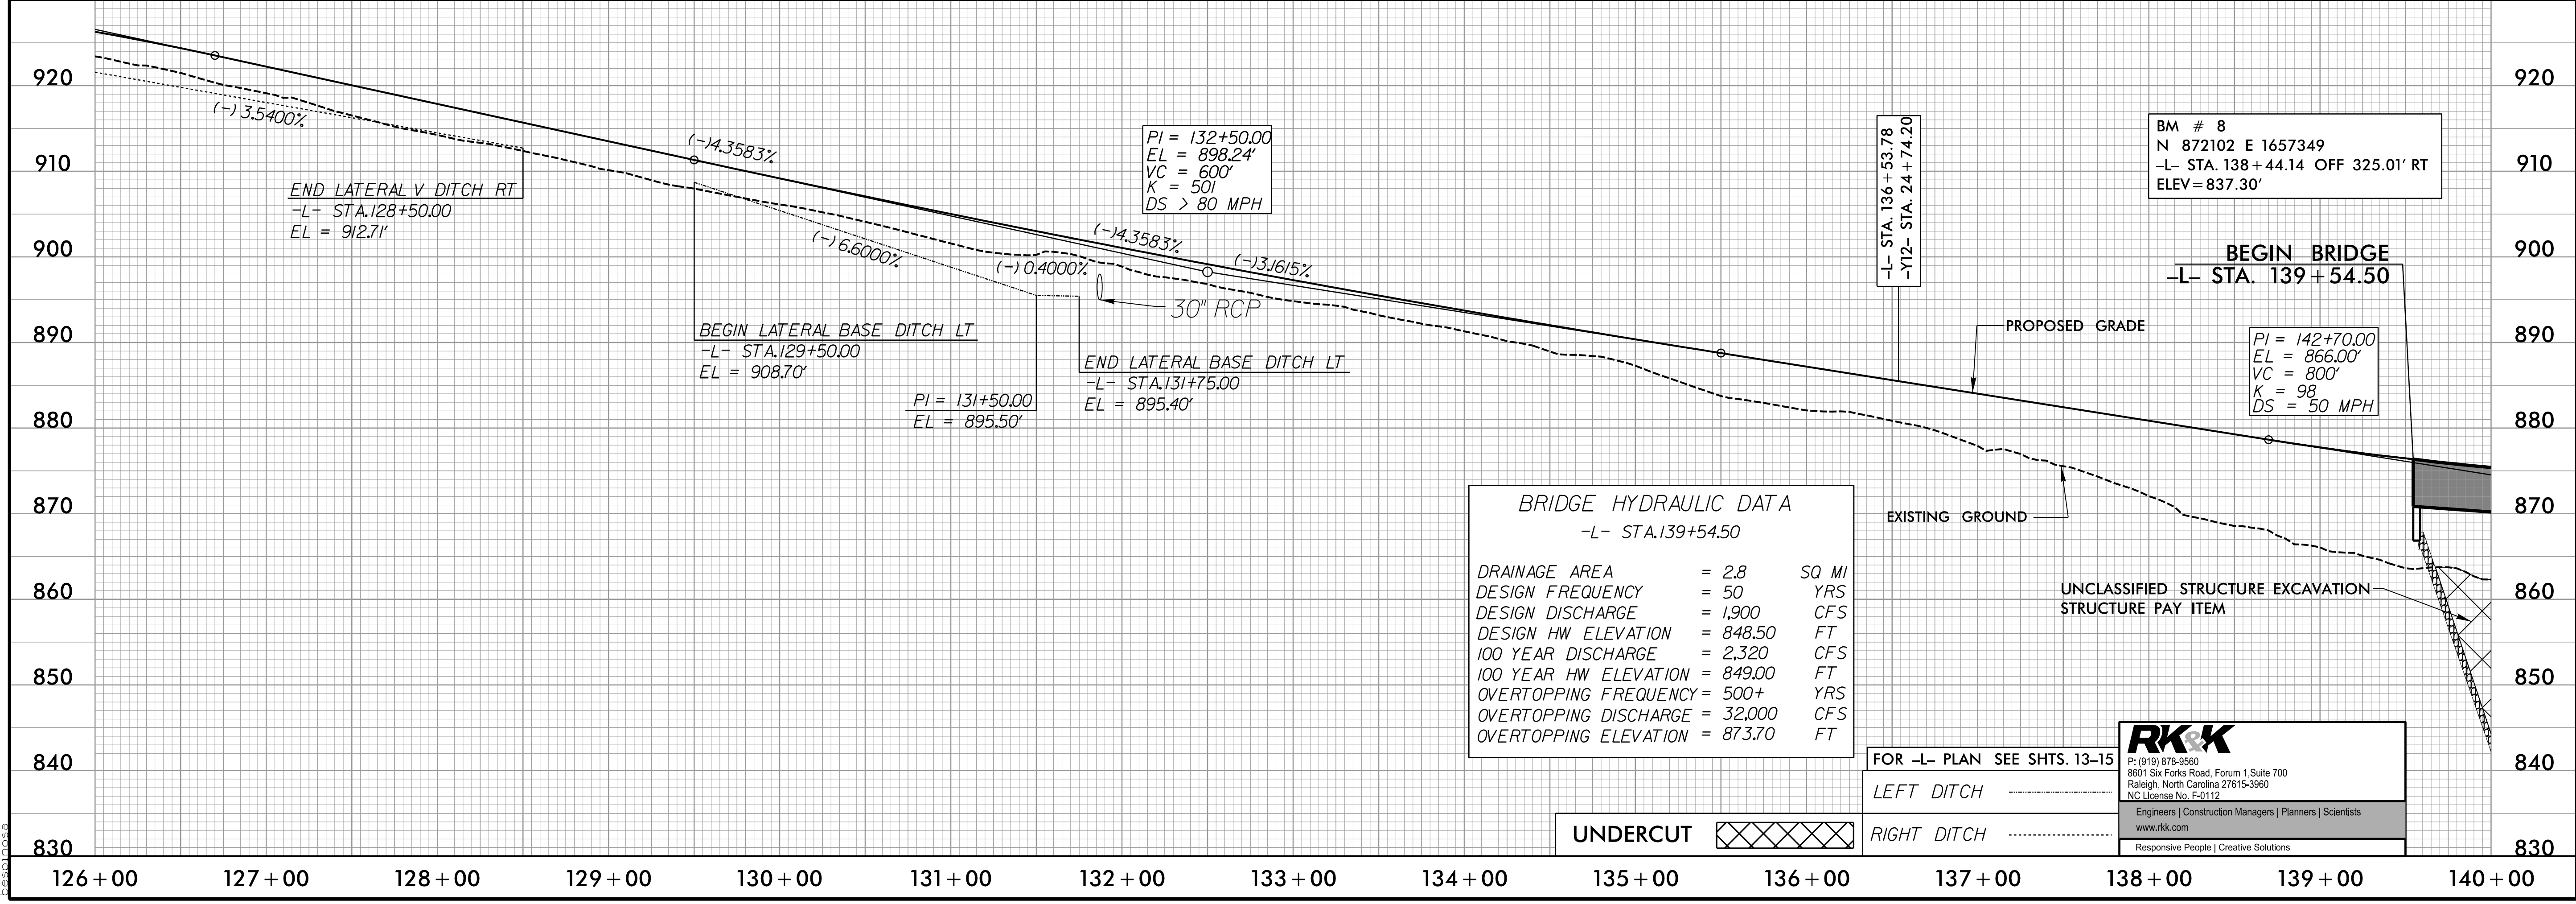 920
910
900
890
880
870
860
850
840
830
(-) 3.5400%
END LATERAL V DITCH RT
-L- STA.128+50.00
EL = 912.71'
(-)4.3583%
(-) 6.6000%
BEGIN LATERAL BASE DITCH LT
-L- STA.129+50.00
EL = 908.70'
PI = 131+50.00
EL = 895.50'
(-) 0.4000%
30" RCP
END LATERAL BASE DITCH LT
-L- STA.131+75.00
EL = 895.40'
PI = 132+50.00
EL = 898.24'
VC = 600'
K = 501
DS > 80 MPH
(-)4.3583%
(-)3.1615%
-L- STA. 136+53.78
-Y12- STA. 24+74.20
BM # 8
N 872102 E 1657349
-L- STA. 138+44.14 OFF 325.01' RT
ELEV=837.30'
BEGIN BRIDGE
-L- STA. 139+54.50
PROPOSED GRADE
PI = 142+70.00
EL = 866.00'
VC = 800'
K = 98
DS = 50 MPH
EXISTING GROUND
UNCLASSIFIED STRUCTURE EXCAVATION
STRUCTURE PAY ITEM
BRIDGE HYDRAULIC DATA
-L- STA.139+54.50
DRAINAGE AREA = 2.8 SQ MI
DESIGN FREQUENCY = 50 YRS
DESIGN DISCHARGE = 1,900 CFS
DESIGN HW ELEVATION = 848.50 FT
100 YEAR DISCHARGE = 2,320 CFS
100 YEAR HW ELEVATION = 849.00 FT
OVERTOPPING FREQUENCY = 500+ YRS
OVERTOPPING DISCHARGE = 32,000 CFS
OVERTOPPING ELEVATION = 873.70 FT
920
910
900
890
880
870
860
850
840
830
FOR -L- PLAN SEE SHTS. 13-15
LEFT DITCH
RIGHT DITCH
UNDERCUT
RK&K
P: (919) 878-9560
8601 Six Forks Road, Forum 1,Suite 700
Raleigh, North Carolina 27615-3960
NC License No. F-0112
Engineers | Construction Managers | Planners | Scientists
www.rkk.com
Responsive People | Creative Solutions
bespinosa
126+00 127+00 128+00 129+00 130+00 131+00 132+00 133+00 134+00 135+00 136+00 137+00 138+00 139+00 140+00